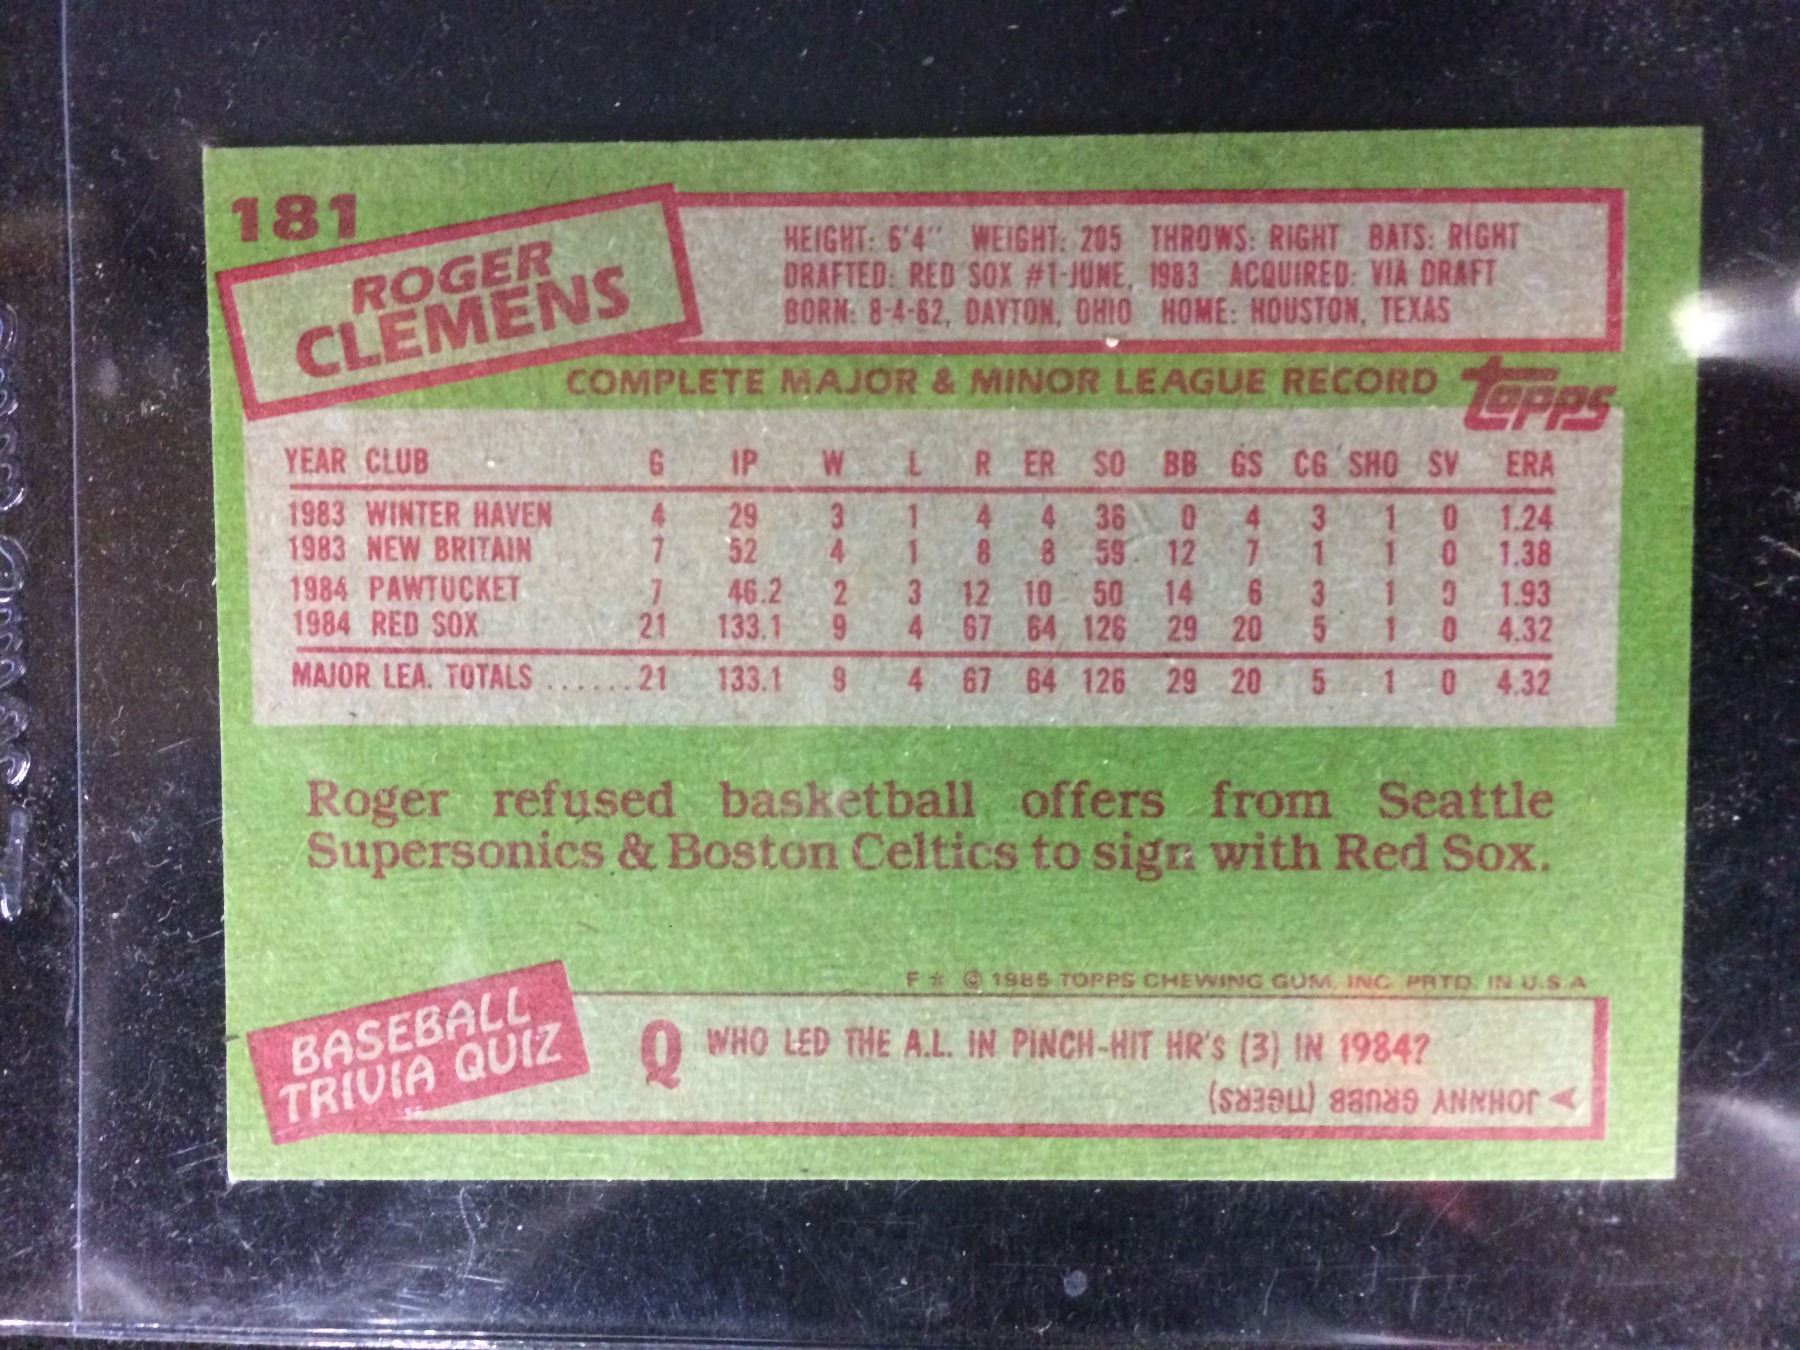 181
ROGER
CLEMENS
HEIGHT: 6'4" WEIGHT: 205 THROWS: RIGHT BATS: RIGHT
DRAFTED: RED SOX #1-JUNE, 1983 ACQUIRED: VIA DRAFT
BORN: 8-4-62, DAYTON, OHIO HOME: HOUSTON, TEXAS
COMPLETE MAJOR & MINOR LEAGUE RECORD topps
YEAR CLUB G IP W L R ER SO BB GS CG SHO SV ERA
1983 WINTER HAVEN 4 29 3 1 4 4 36 0 4 3 1 0 1.24
1983 NEW BRITAIN 7 52 4 1 8 8 59 12 7 1 1 0 1.38
1984 PAWTUCKET 7 46.2 2 3 12 10 50 14 6 3 1 0 1.93
1984 RED SOX 21 133.1 9 4 67 64 126 29 20 5 1 0 4.32
MAJOR LEA. TOTALS ...... 21 133.1 9 4 67 64 126 29 20 5 1 0 4.32
Roger refused basketball offers from Seattle
Supersonics & Boston Celtics to sign with Red Sox.
F * © 1985 TOPPS CHEWING GUM, INC. PRTD. IN U.S.A
BASEBALL
TRIVIA QUIZ
Q WHO LED THE A.L. IN PINCH-HIT HR's (3) IN 1984?
A JOHNNY GRUBB (TIGERS)